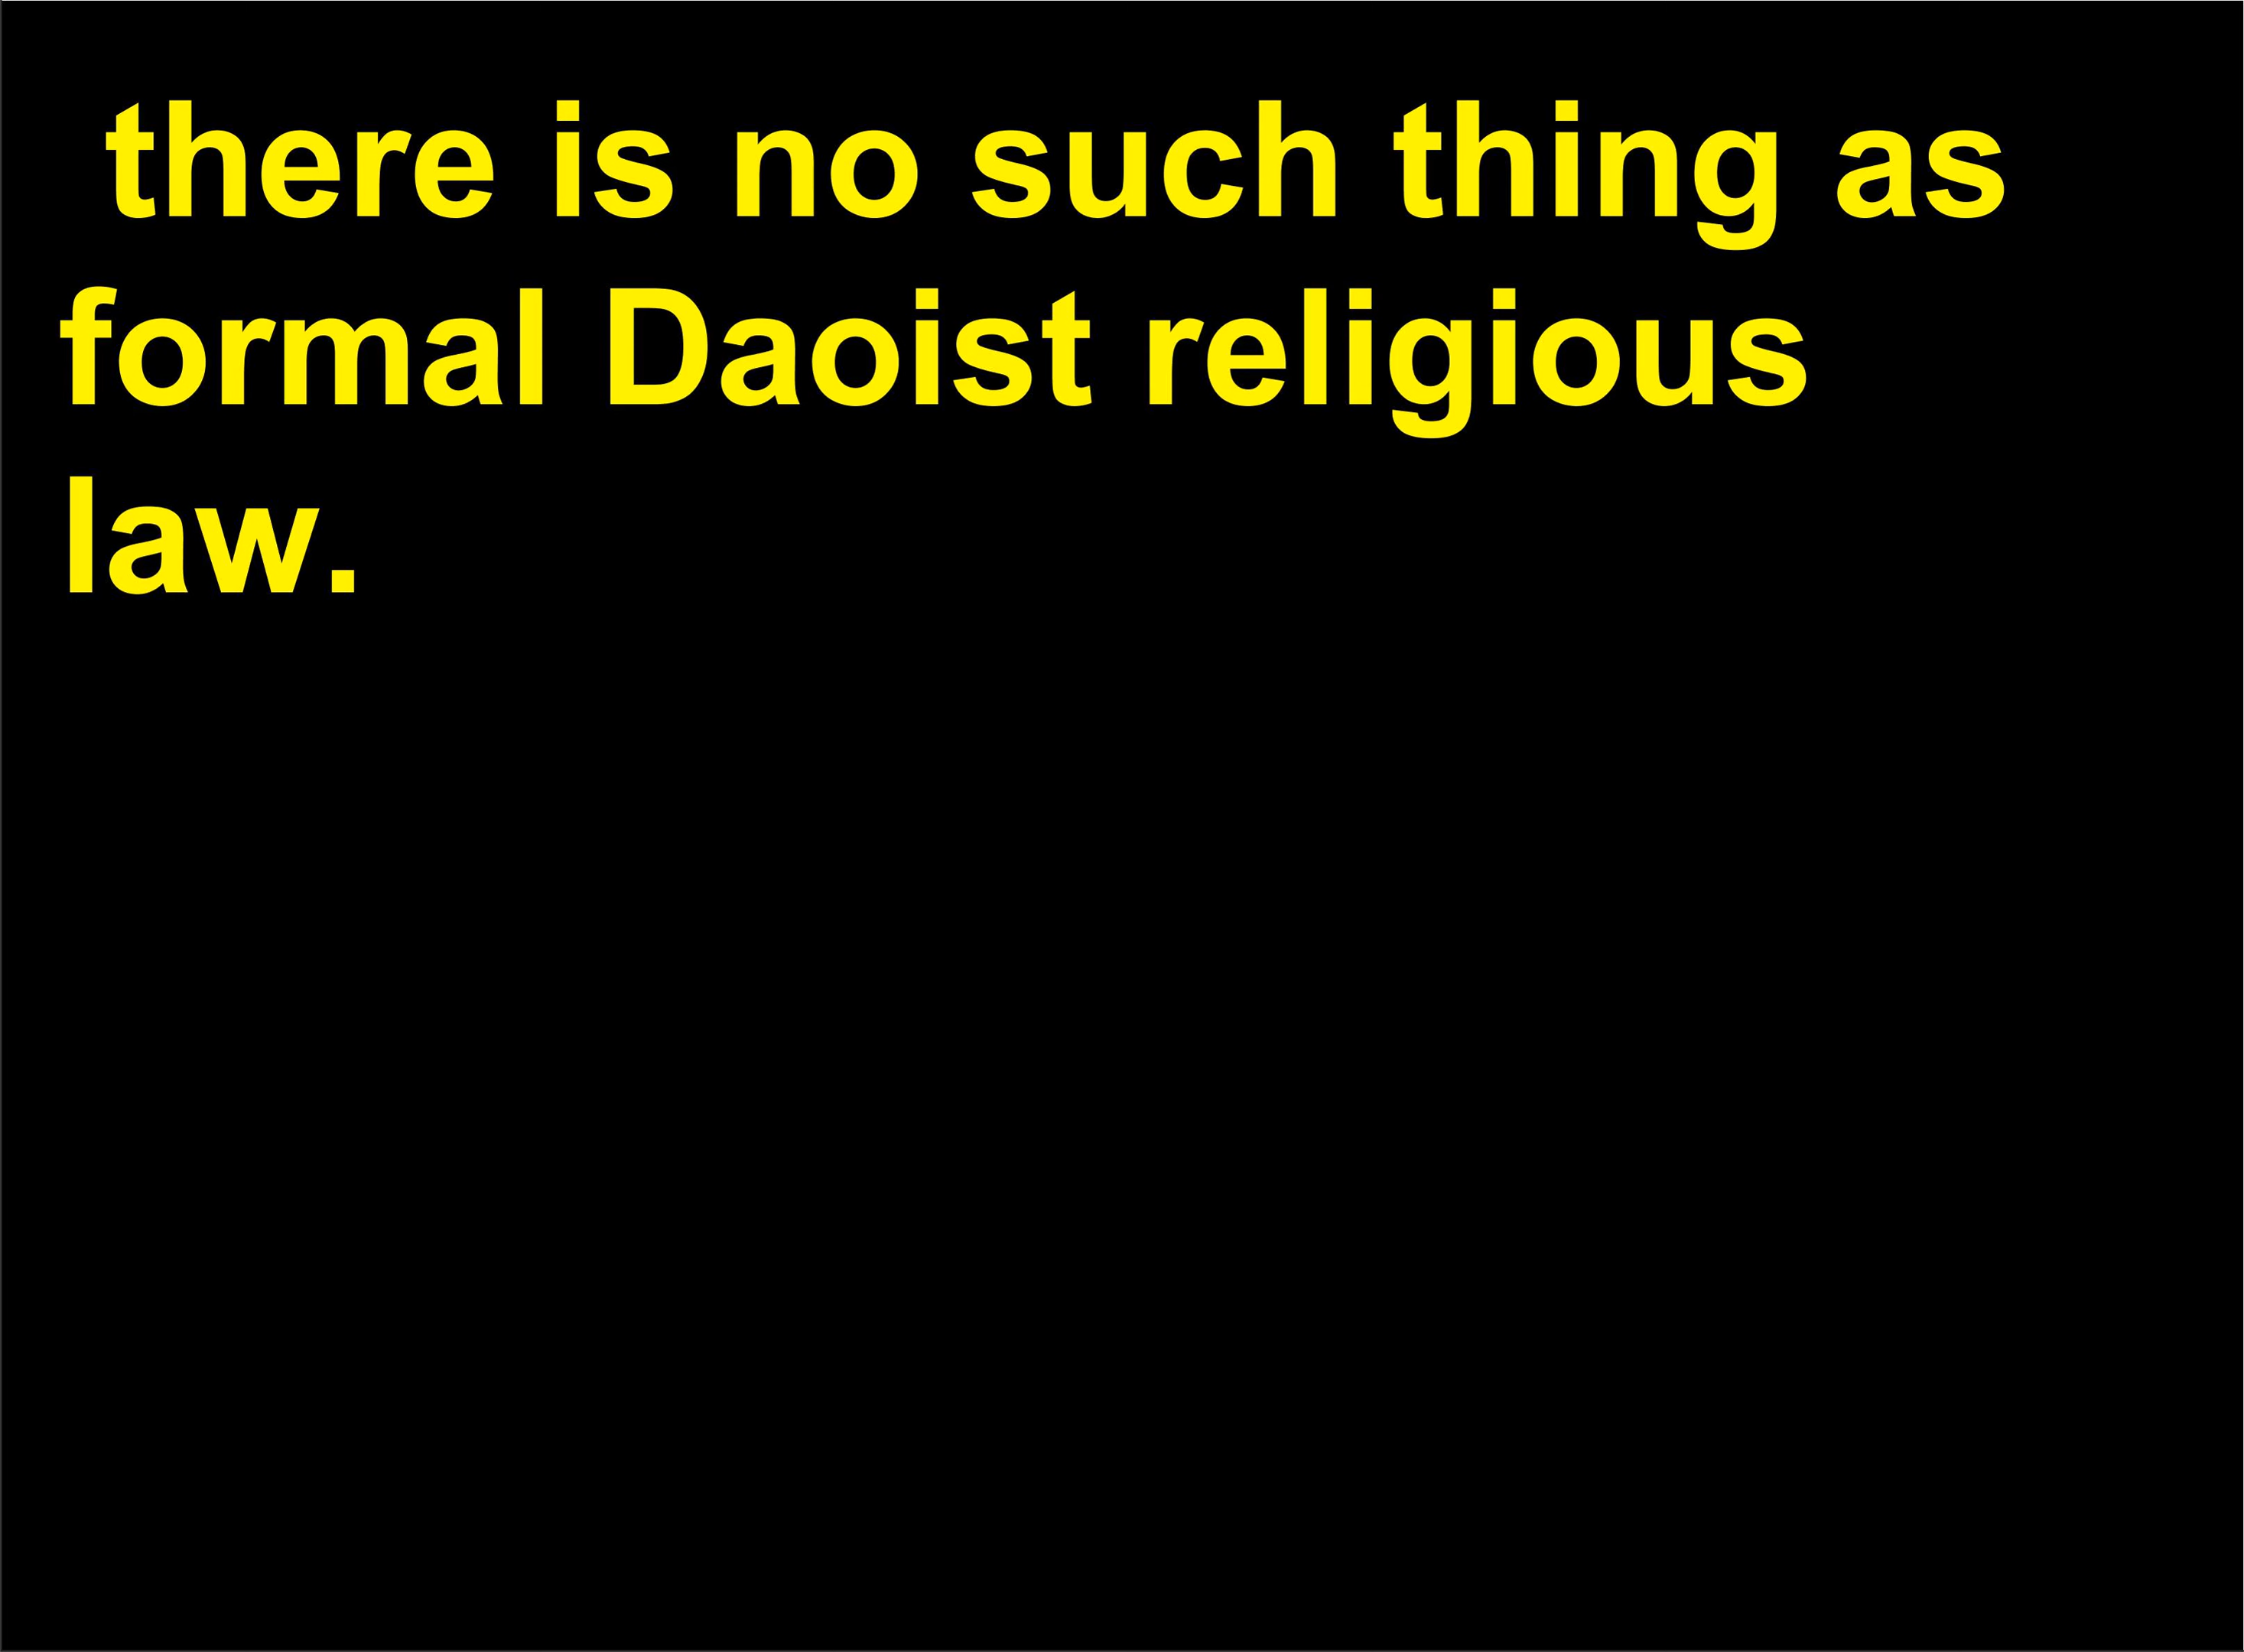 there is no such thing as
formal Daoist religious
law.